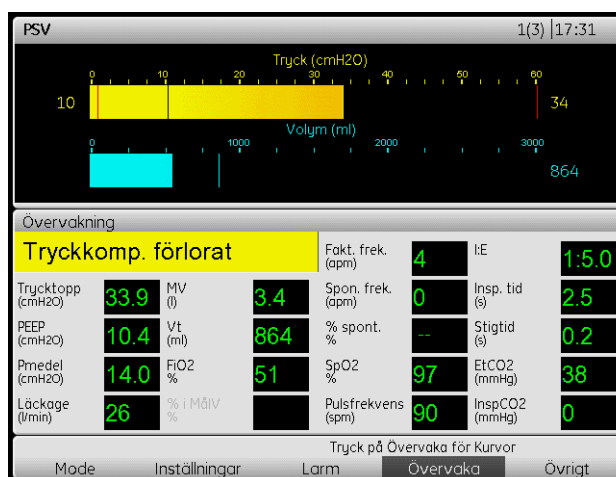 PSV 1(3) 17:31
Tryck (cmH2O)
0 10 20 30 40 50 60
10 34
Volym (ml)
0 1000 2000 3000
864
Övervakning
Tryckkomp. förlorat
Fakt. frek. (apm) 4 I:E 1:5.0
Trycktopp (cmH2O) 33.9 MV (l) 3.4 Spon. frek. (apm) 0 Insp. tid (s) 2.5
PEEP (cmH2O) 10.4 Vt (ml) 864 % spont. % -- Stigtid (s) 0.2
Pmedel (cmH2O) 14.0 FiO2 % 51 SpO2 % 97 EtCO2 (mmHg) 38
Läckage (l/min) 26 % i MålV % Pulsfrekvens (spm) 90 InspCO2 (mmHg) 0
Tryck på Övervaka för Kurvor
Mode Inställningar Larm Övervaka Övrigt